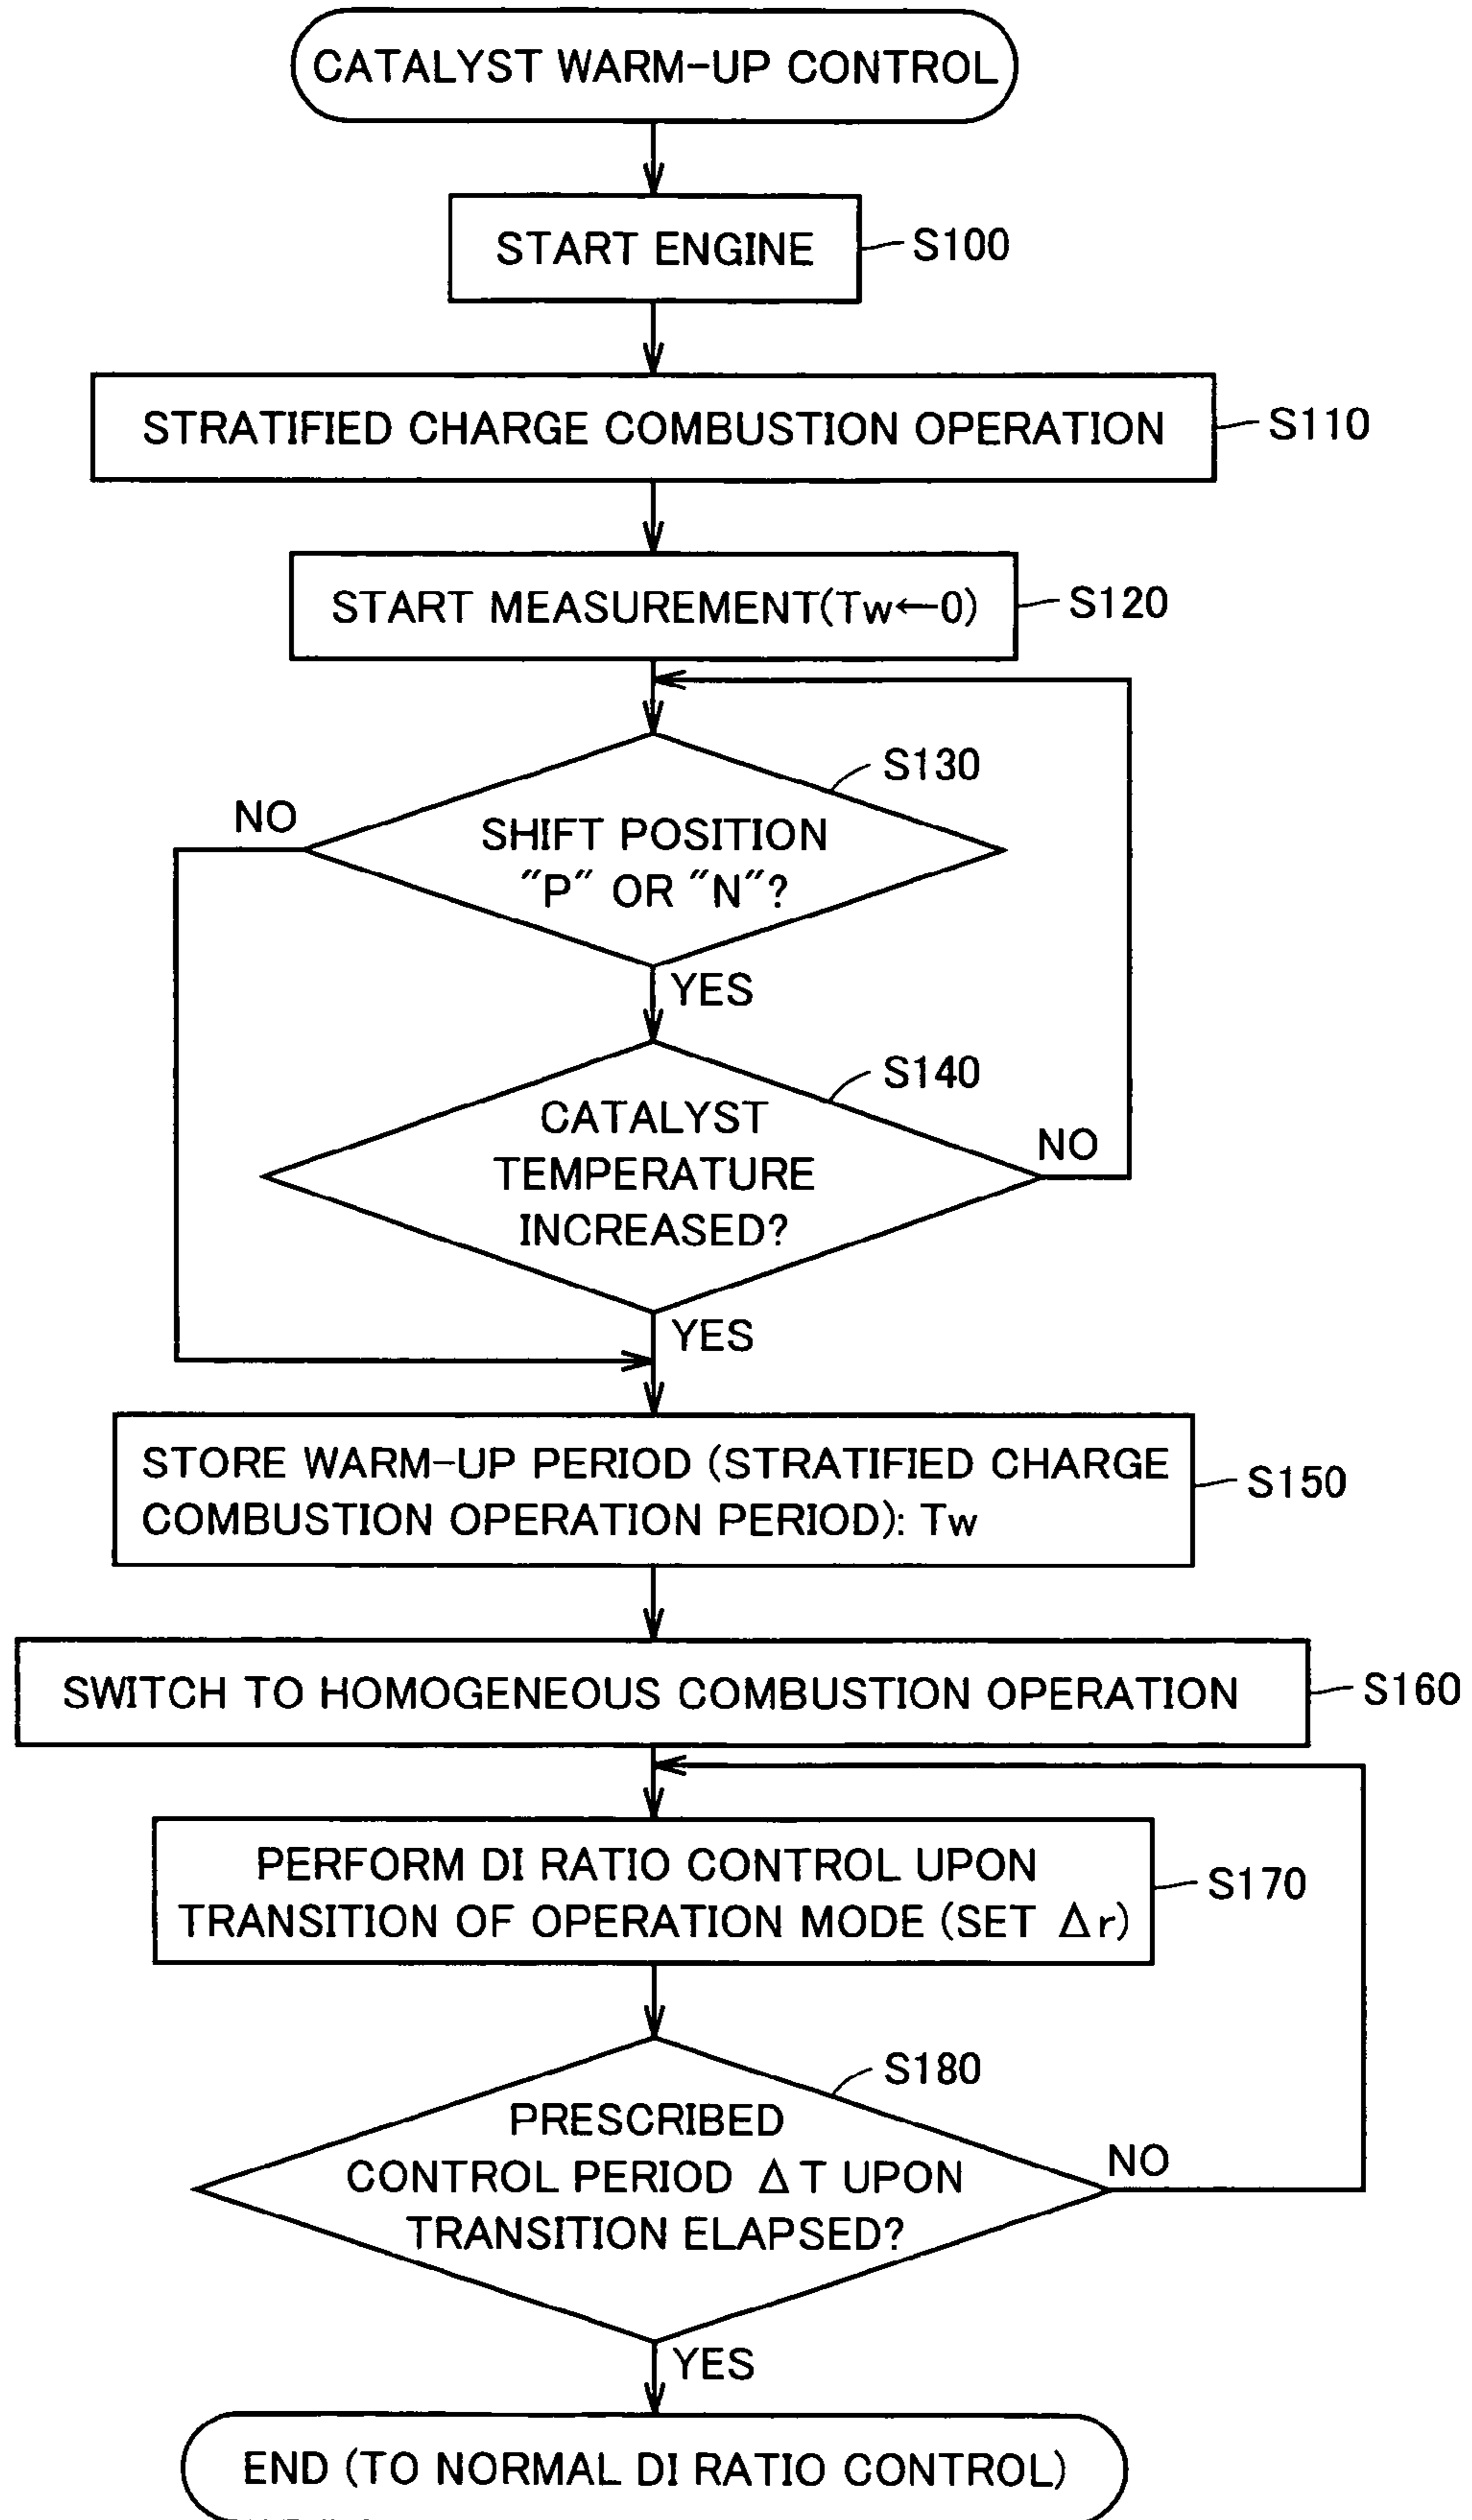 CATALYST WARM-UP CONTROL
START ENGINE
S100
STRATIFIED CHARGE COMBUSTION OPERATION
S110
START MEASUREMENT(Tw←0)
S120
S130
NO
SHIFT POSITION
"P" OR "N"?
YES
S140
CATALYST
NO
TEMPERATURE
INCREASED?
YES
STORE WARM-UP PERIOD (STRATIFIED CHARGE
COMBUSTION OPERATION PERIOD): Tw
S150
SWITCH TO HOMOGENEOUS COMBUSTION OPERATION
S160
PERFORM DI RATIO CONTROL UPON
TRANSITION OF OPERATION MODE (SET Δr)
S170
S180
PRESCRIBED
CONTROL PERIOD ΔT UPON
NO
TRANSITION ELAPSED?
YES
END (TO NORMAL DI RATIO CONTROL)